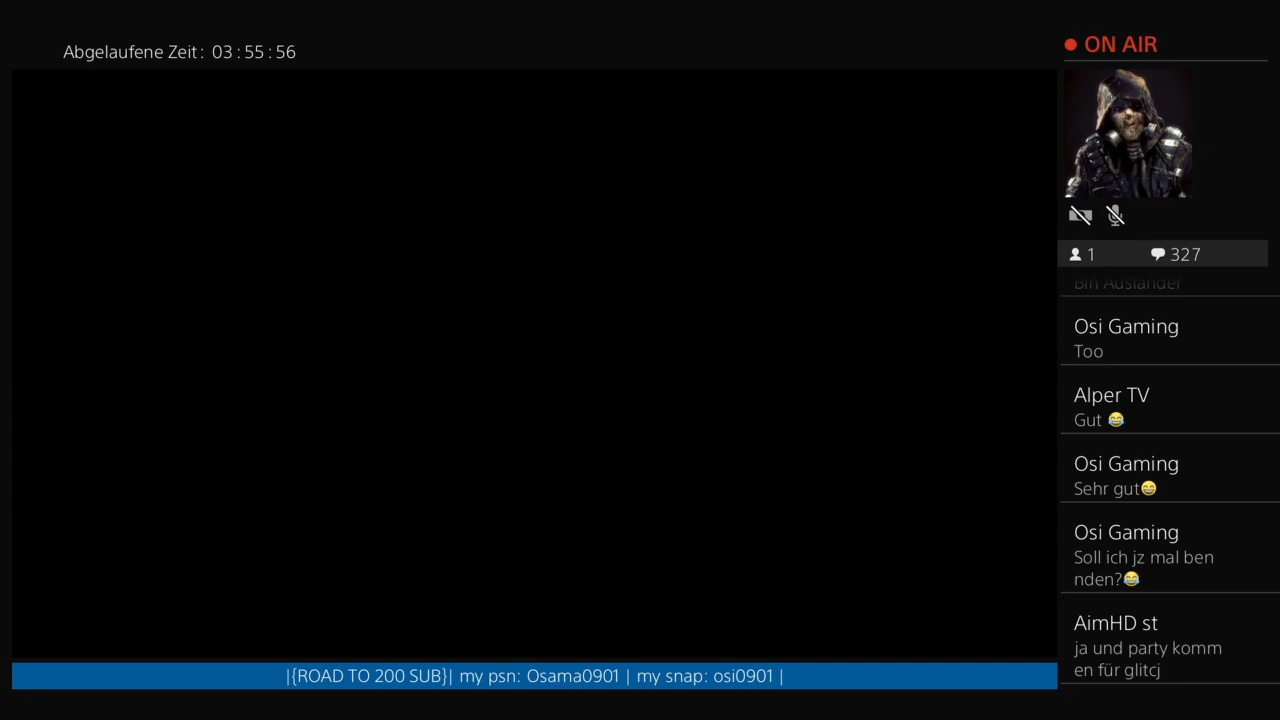 Abgelaufene Zeit: 03:55:56
ON AIR
1
327
Bin Ausländer
Osi Gaming
Too
Alper TV
Gut 😂
Osi Gaming
Sehr gut😄
Osi Gaming
Soll ich jz mal ben
nden?😂
AimHD st
ja und party komm
en für glitcj
|{ROAD TO 200 SUB}| my psn: Osama0901 | my snap: osi0901 |